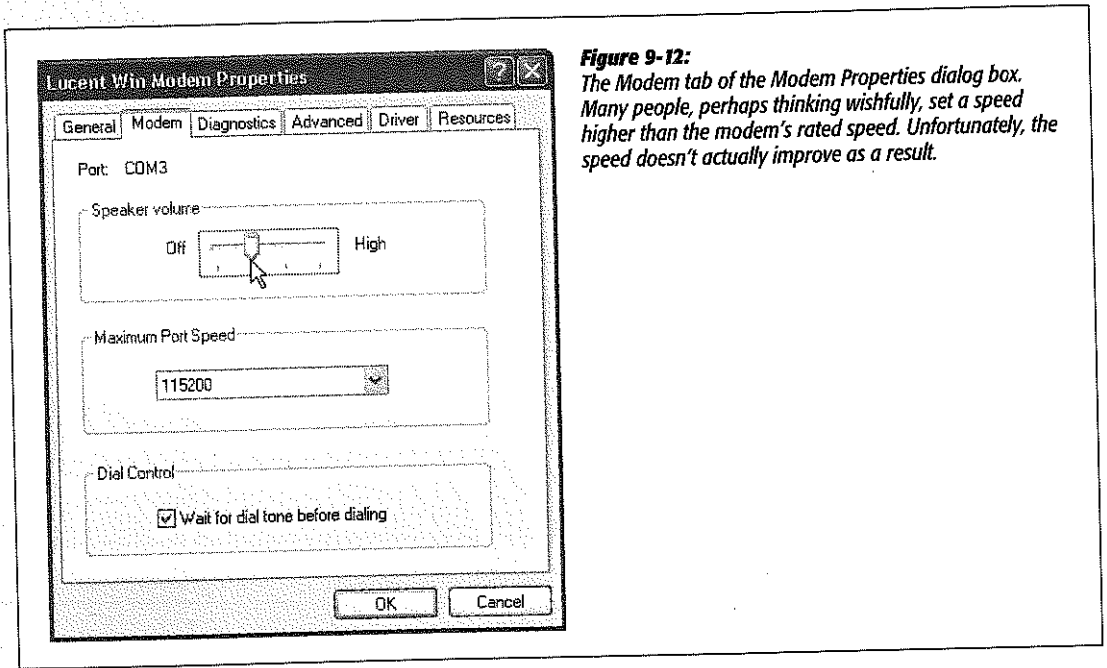 Lucent Win Modem Properties
General Modem Diagnostics Advanced Driver Resources
Port: COM3
Speaker volume
Off High
Maximum Port Speed
115200
Dial Control
Wait for dial tone before dialing
OK Cancel
Figure 9-12:
The Modem tab of the Modem Properties dialog box.
Many people, perhaps thinking wishfully, set a speed
higher than the modem's rated speed. Unfortunately, the
speed doesn't actually improve as a result.